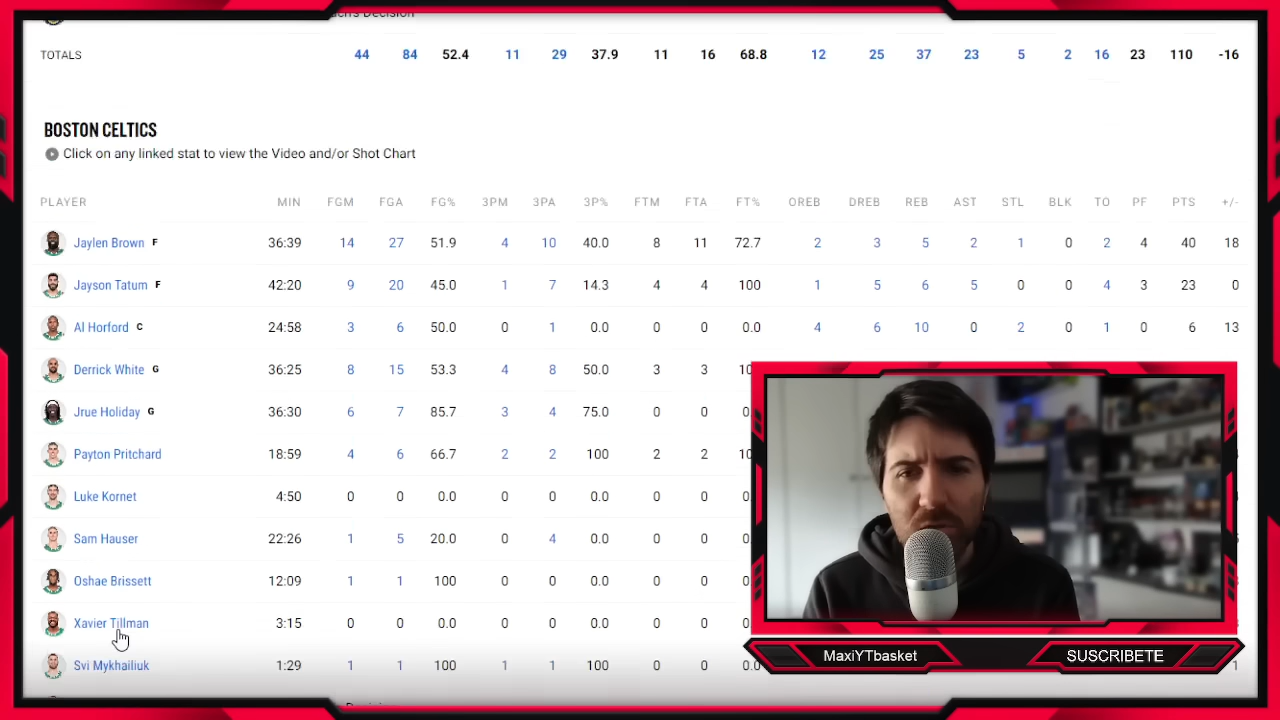 TOTALS 44 84 52.4 11 29 37.9 11 16 68.8 12 25 37 23 5 2 16 23 110 -16
BOSTON CELTICS
Click on any linked stat to view the Video and/or Shot Chart
PLAYER MIN FGM FGA FG% 3PM 3PA 3P% FTM FTA FT% OREB DREB REB AST STL BLK TO PF PTS +/-
Jaylen Brown F 36:39 14 27 51.9 4 10 40.0 8 11 72.7 2 3 5 2 1 0 2 4 40 18
Jayson Tatum F 42:20 9 20 45.0 1 7 14.3 4 4 100 1 5 6 5 0 0 4 3 23 0
Al Horford C 24:58 3 6 50.0 0 1 0.0 0 0 0.0 4 6 10 0 2 0 1 0 6 13
Derrick White G 36:25 8 15 53.3 4 8 50.0 3 3
Jrue Holiday G 36:30 6 7 85.7 3 4 75.0 0 0
Payton Pritchard 18:59 4 6 66.7 2 2 100 2 2
Luke Kornet 4:50 0 0 0.0 0 0 0.0 0 0
Sam Hauser 22:26 1 5 20.0 0 4 0.0 0 0
Oshae Brissett 12:09 1 1 100 0 0 0.0 0 0
Xavier Tillman 3:15 0 0 0.0 0 0 0.0 0 0
Svi Mykhailiuk 1:29 1 1 100 1 1 100 0 0 0.0 1
MaxiYTbasket
SUSCRIBETE